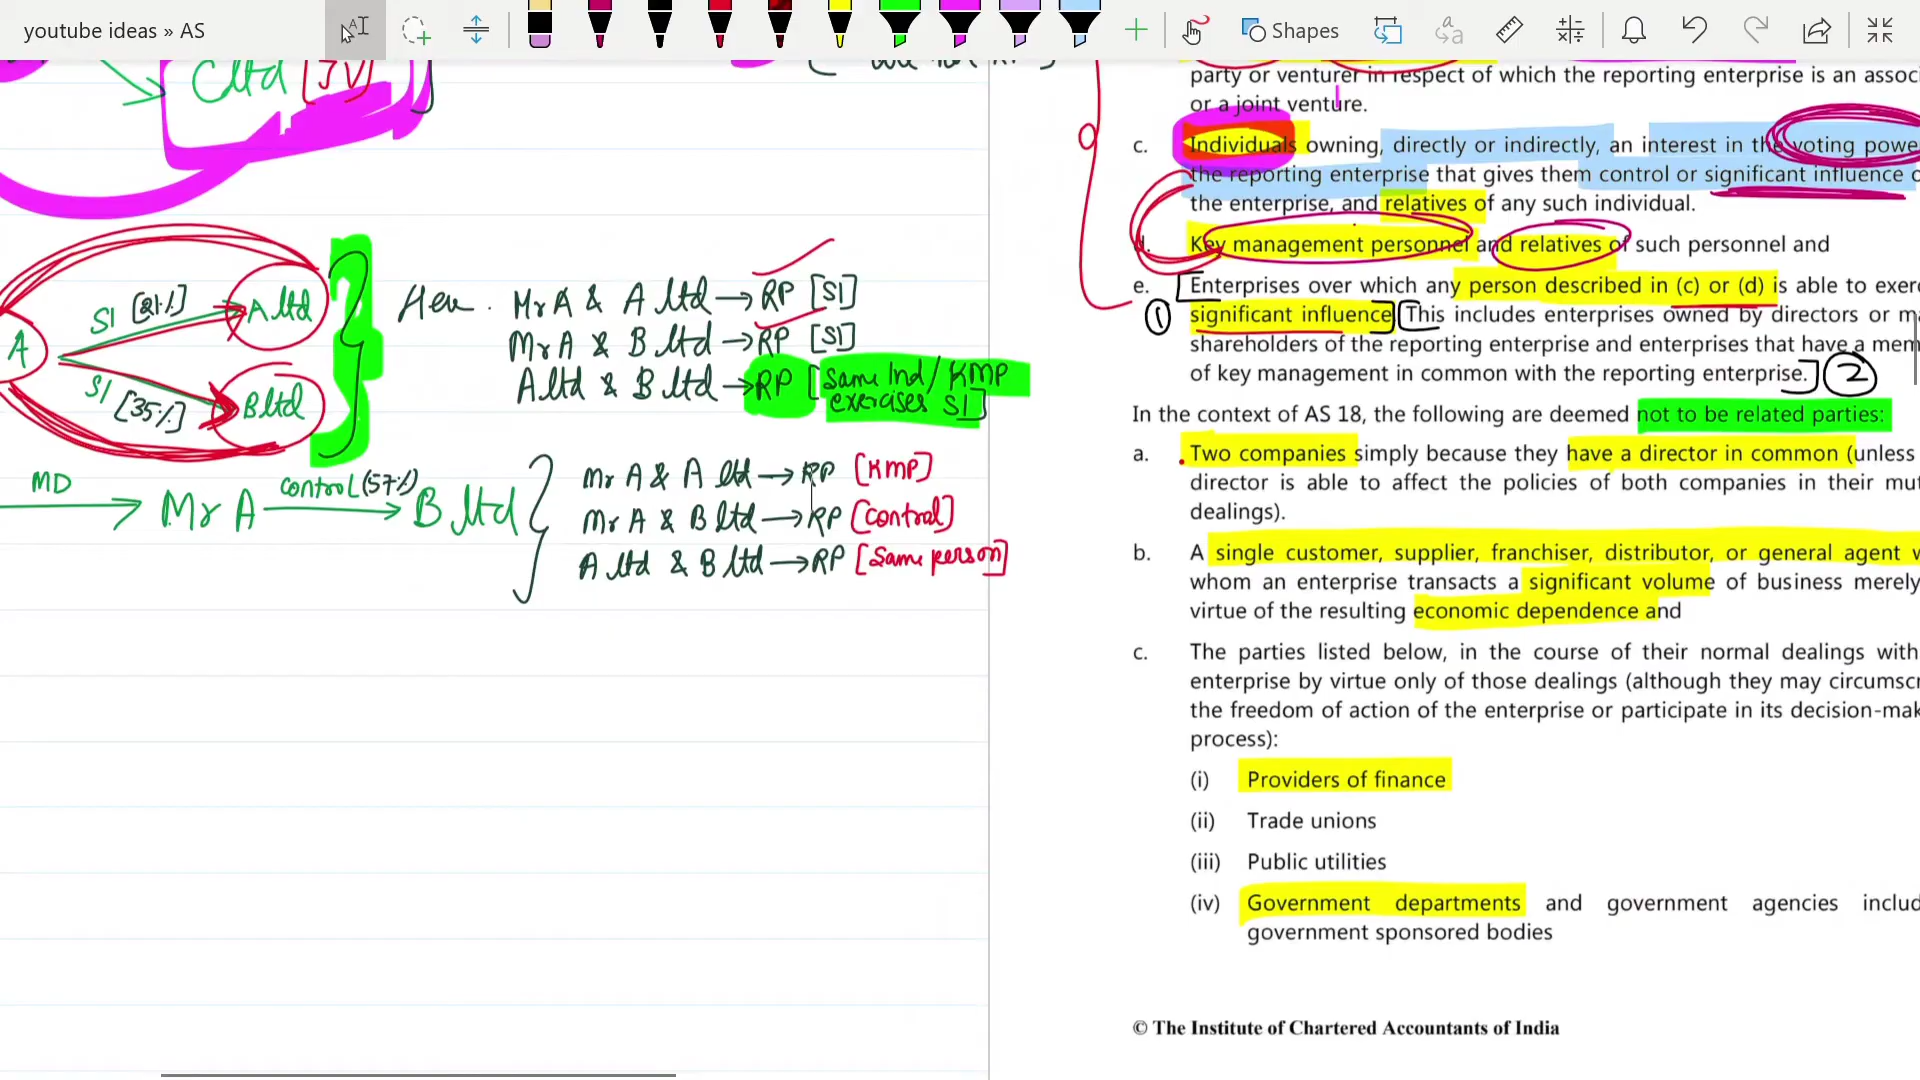 youtube ideas » AS
Shapes
C ltd [JV]
A
SI [21%]
A ltd
SI [35%]
B ltd
Here. Mr A & A ltd → RP [SI]
Mr A & B ltd → RP [SI]
A ltd & B ltd → RP [Same Ind/KMP
exercises SI]
MD → Mr A control (57%) → B ltd
Mr A & A ltd → RP [KMP]
Mr A & B ltd → RP [control]
A ltd & B ltd → RP [Same person]
party or venturer in respect of which the reporting enterprise is an
or a joint venture.
c. Individuals owning, directly or indirectly, an interest in the voting
the reporting enterprise that gives them control or significant influence
the enterprise, and relatives of any such individual.
d. Key management personnel and relatives of such personnel and
e. Enterprises over which any person described in (c) or (d) is able to
① significant influence. This includes enterprises owned by directors or
shareholders of the reporting enterprise and enterprises that have a
of key management in common with the reporting enterprise. ②
In the context of AS 18, the following are deemed not to be related parties:
a. Two companies simply because they have a director in common (unless
director is able to affect the policies of both companies in their
dealings).
b. A single customer, supplier, franchiser, distributor, or general agent
whom an enterprise transacts a significant volume of business merely
virtue of the resulting economic dependence and
c. The parties listed below, in the course of their normal dealings with
enterprise by virtue only of those dealings (although they may
the freedom of action of the enterprise or participate in its
process):
(i) Providers of finance
(ii) Trade unions
(iii) Public utilities
(iv) Government departments and government agencies
government sponsored bodies
© The Institute of Chartered Accountants of India